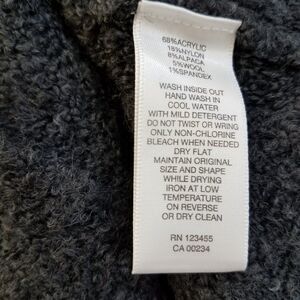 68%ACRYLIC
18%NYLON
8%ALPACA
5%WOOL
1%SPANDEX
WASH INSIDE OUT
HAND WASH IN
COOL WATER
WITH MILD DETERGENT
DO NOT TWIST OR WRING
ONLY NON-CHLORINE
BLEACH WHEN NEEDED
DRY FLAT
MAINTAIN ORIGINAL
SIZE AND SHAPE
WHILE DRYING
IRON AT LOW
TEMPERATURE
ON REVERSE
OR DRY CLEAN
RN 123455
CA 00234